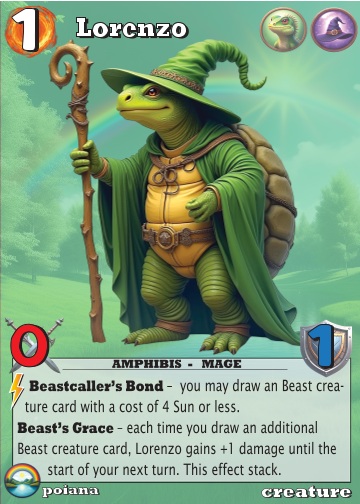 1 Lorenzo
0 1
AMPHIBIS - MAGE
Beastcaller's Bond - you may draw an Beast crea-
ture card with a cost of 4 Sun or less.
Beast's Grace - each time you draw an additional
Beast creature card, Lorenzo gains +1 damage until the
start of your next turn. This effect stack.
poiana creature